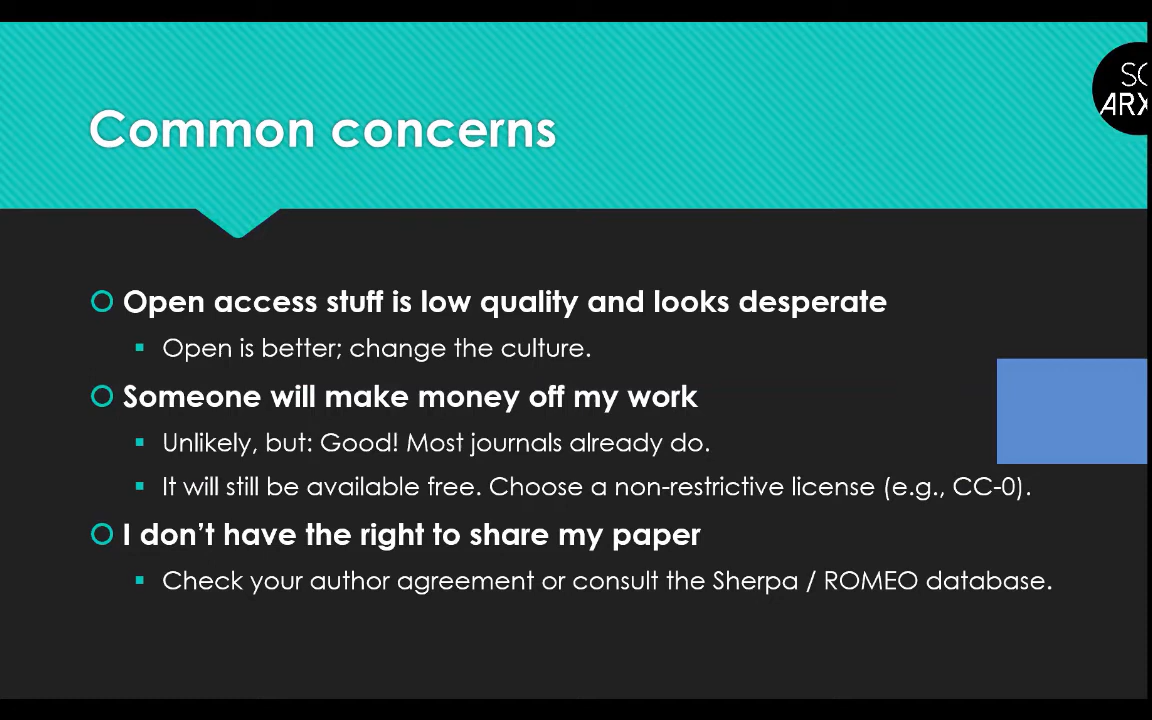 Common concerns
SO
ARX
Open access stuff is low quality and looks desperate
Open is better; change the culture.
Someone will make money off my work
Unlikely, but: Good! Most journals already do.
It will still be available free. Choose a non-restrictive license (e.g., CC-0).
I don’t have the right to share my paper
Check your author agreement or consult the Sherpa / ROMEO database.